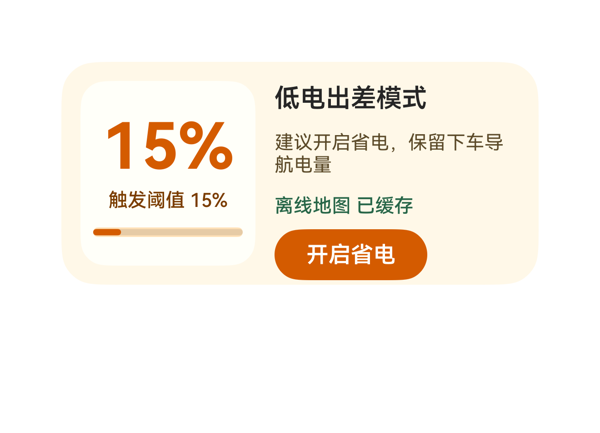 15%
触发阈值 15%
低电出差模式
建议开启省电，保留下车导
航电量
离线地图 已缓存
开启省电